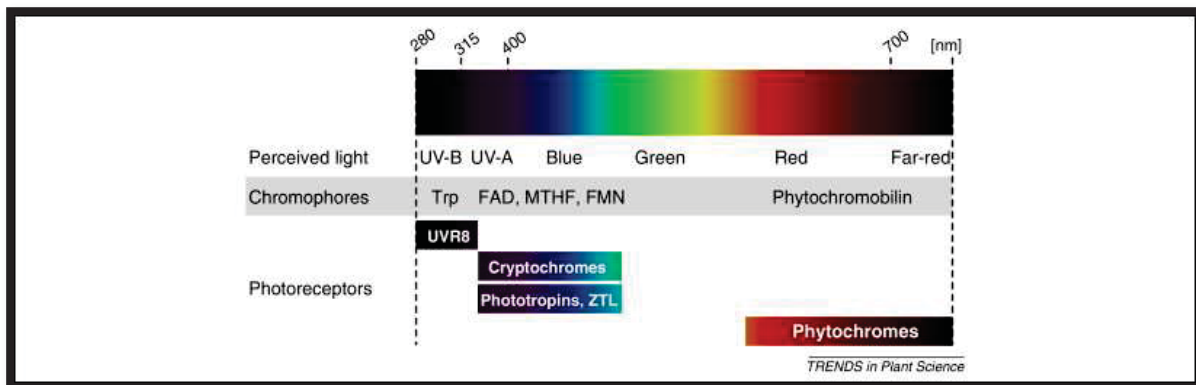 280 315 400 700 [nm]
Perceived light UV-B UV-A Blue Green Red Far-red
Chromophores Trp FAD, MTHF, FMN Phytochromobilin
UVR8
Cryptochromes
Photoreceptors Phototropins, ZTL
Phytochromes
TRENDS in Plant Science